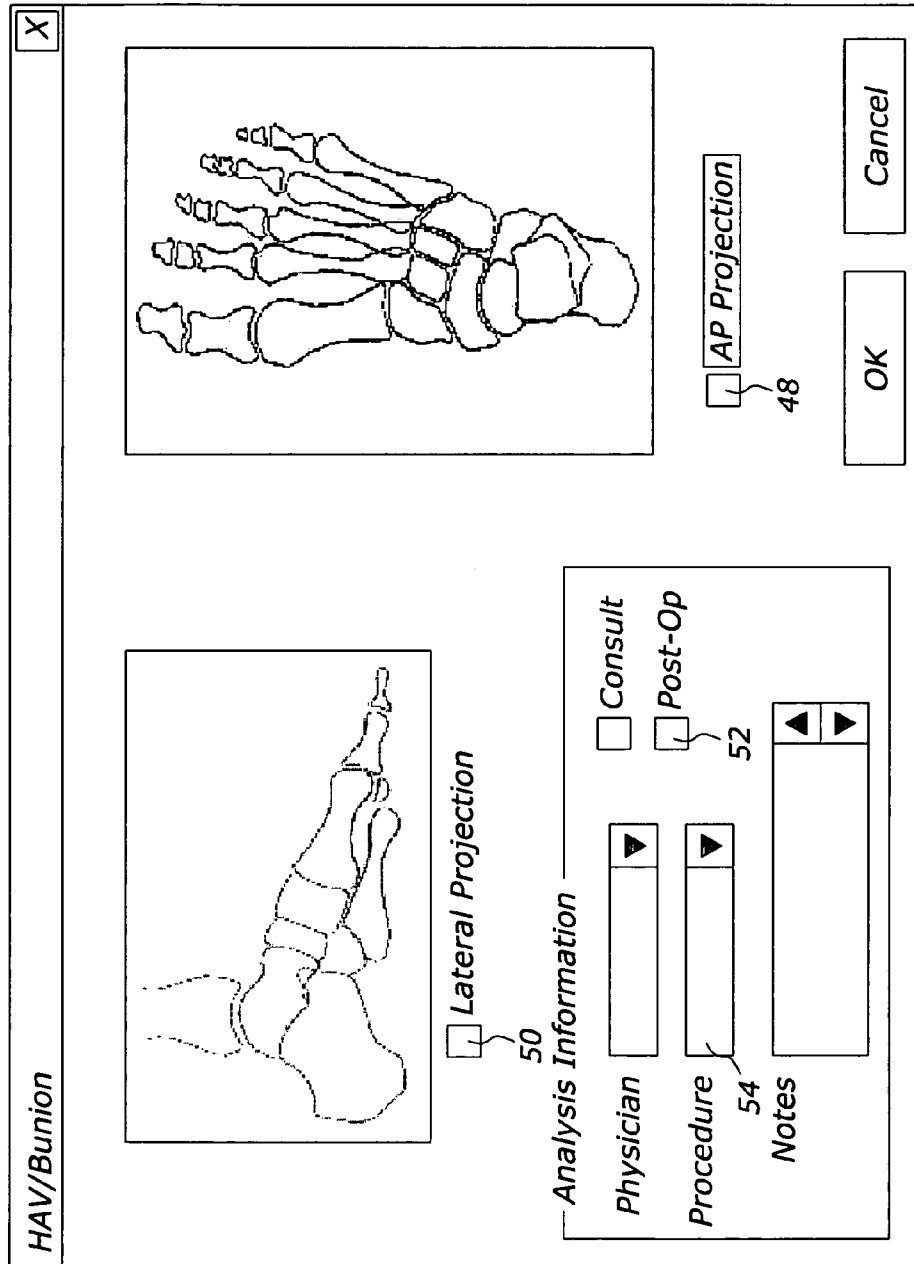 HAV/Bunion
X
Lateral Projection
50
AP Projection
48
Analysis Information
Physician
Consult
Procedure
Post-Op
54
52
Notes
OK
Cancel